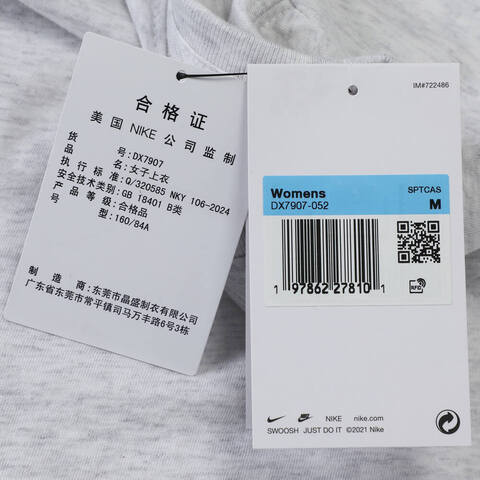 合格证
美国 NIKE 公司监制
货号:DX7907
品名:女子上衣
执行标准:Q/320585 NKY 106-2024
安全技术类别:GB 18401 B类
产品等级:合格品
型:160/84A
制造商:东莞市晶盛制衣有限公司
广东省东莞市常平镇司马万丰路6号3栋
IM#722486
Womens
SPTCAS
DX7907-052
M
1 97862 27810 1
RFID
NIKE
nike.com
SWOOSH JUST DO IT ©2021 Nike